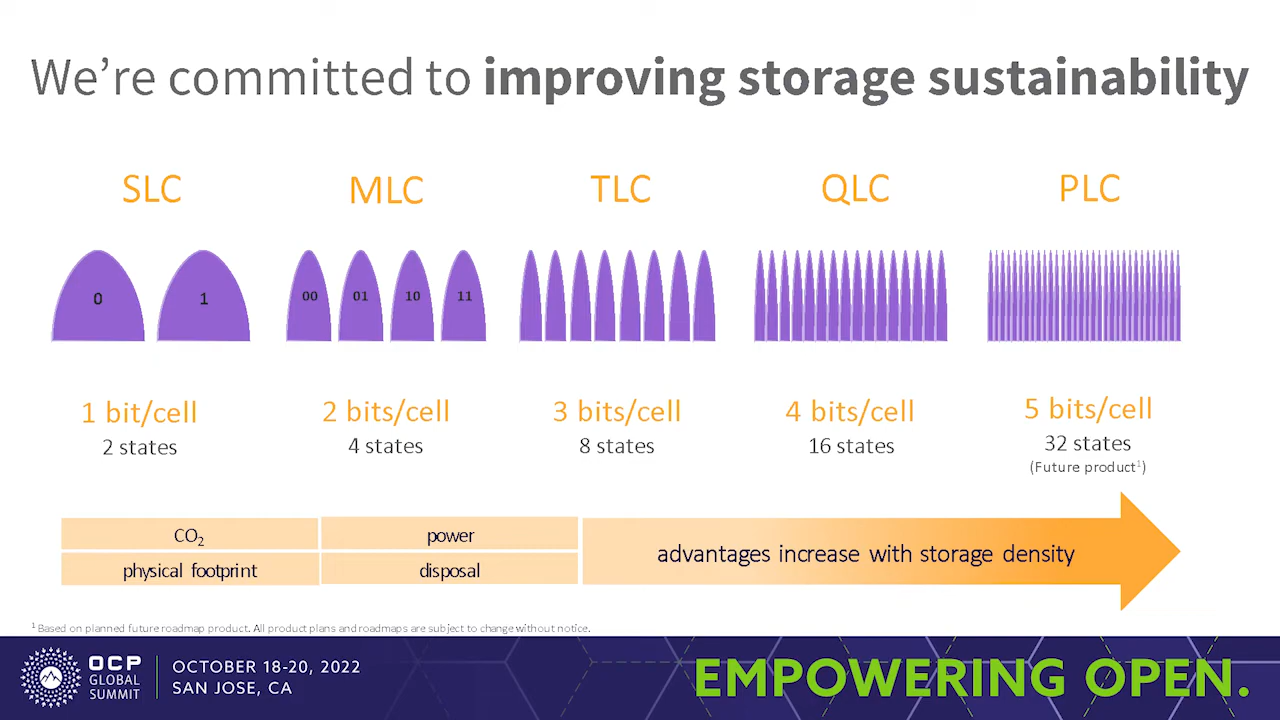 We're committed to improving storage sustainability
SLC
MLC
TLC
QLC
PLC
0
1
00
01
10
11
1 bit/cell
2 states
2 bits/cell
4 states
3 bits/cell
8 states
4 bits/cell
16 states
5 bits/cell
32 states
(Future product¹)
CO₂
power
physical footprint
disposal
advantages increase with storage density
¹ Based on planned future roadmap product. All product plans and roadmaps are subject to change without notice.
OCP
GLOBAL
SUMMIT
OCTOBER 18-20, 2022
SAN JOSE, CA
EMPOWERING OPEN.